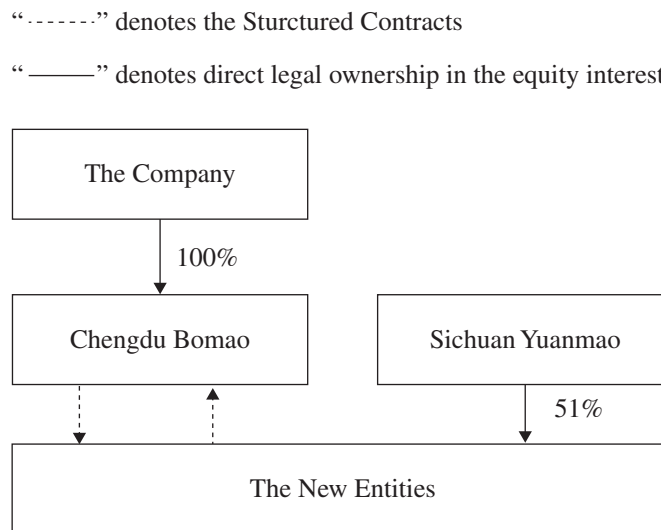 “--------” denotes the Sturctured Contracts
“———” denotes direct legal ownership in the equity interest
The Company
100%
Chengdu Bomao
Sichuan Yuanmao
51%
The New Entities